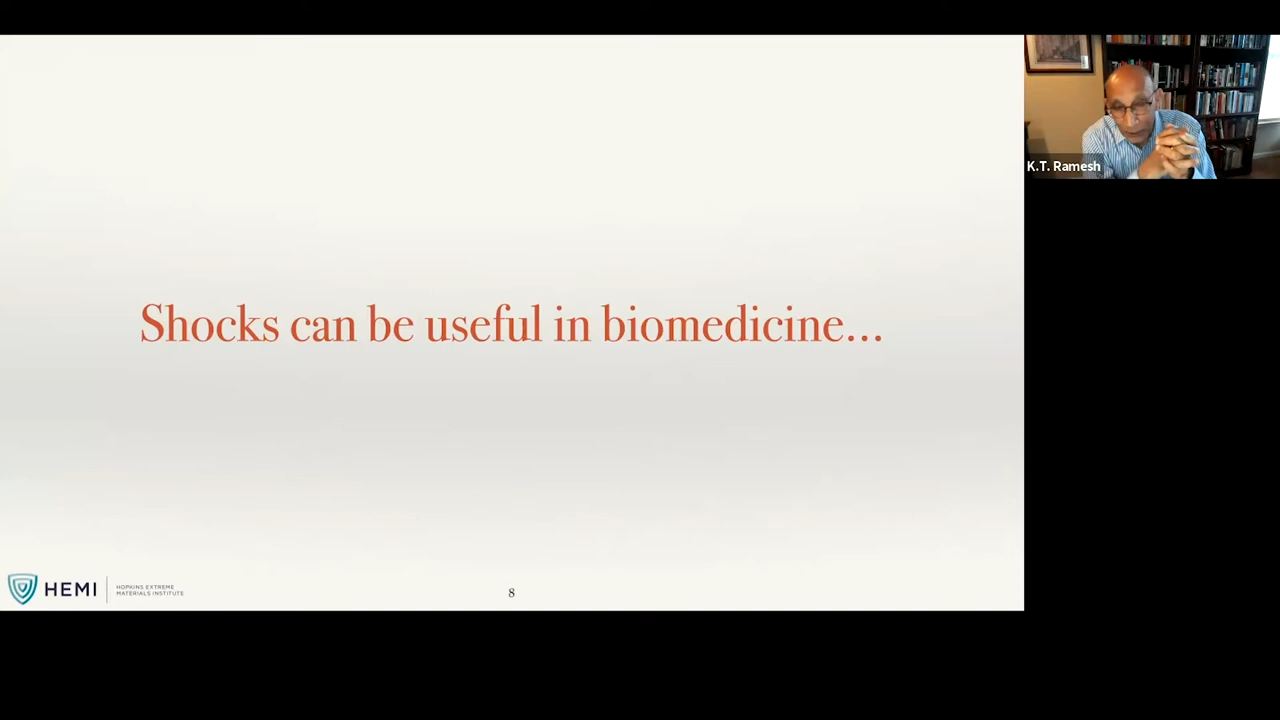 K.T. Ramesh
Shocks can be useful in biomedicine...
HEMI
HOPKINS EXTREME
MATERIALS INSTITUTE
8